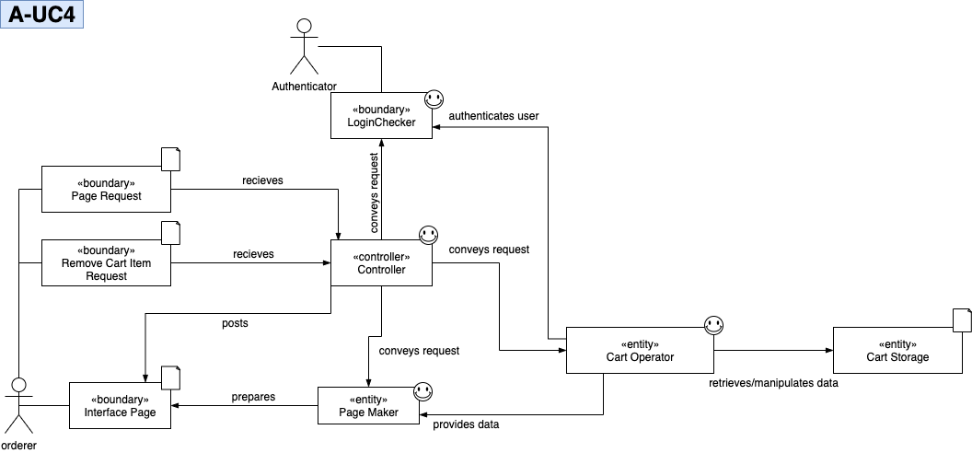 A-UC4
Authenticator
«boundary»
LoginChecker
authenticates user
conveys request
«boundary»
Page Request
recieves
«boundary»
Remove Cart Item
Request
recieves
«controller»
Controller
conveys request
posts
conveys request
«entity»
Cart Operator
«entity»
Cart Storage
retrieves/manipulates data
«boundary»
Interface Page
prepares
«entity»
Page Maker
provides data
orderer